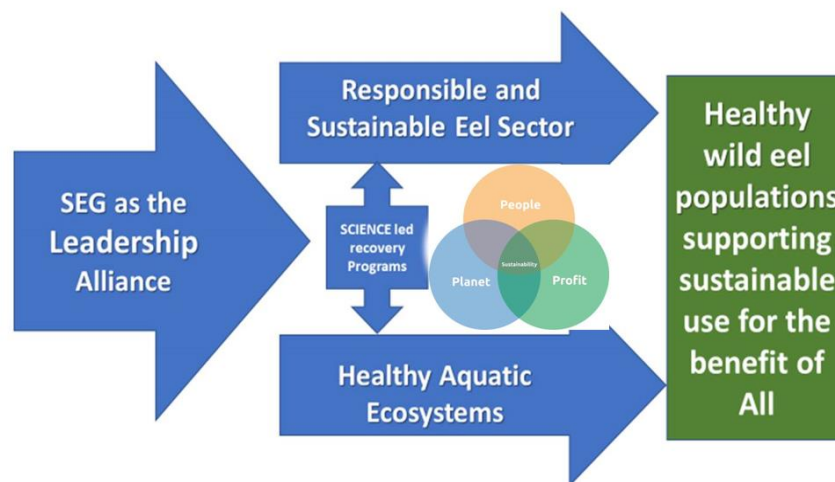 SEG as the
Leadership
Alliance
Responsible and
Sustainable Eel Sector
SCIENCE led
recovery
Programs
People
Sustainability
Planet
Profit
Healthy Aquatic
Ecosystems
Healthy
wild eel
populations
supporting
sustainable
use for the
benefit of
All